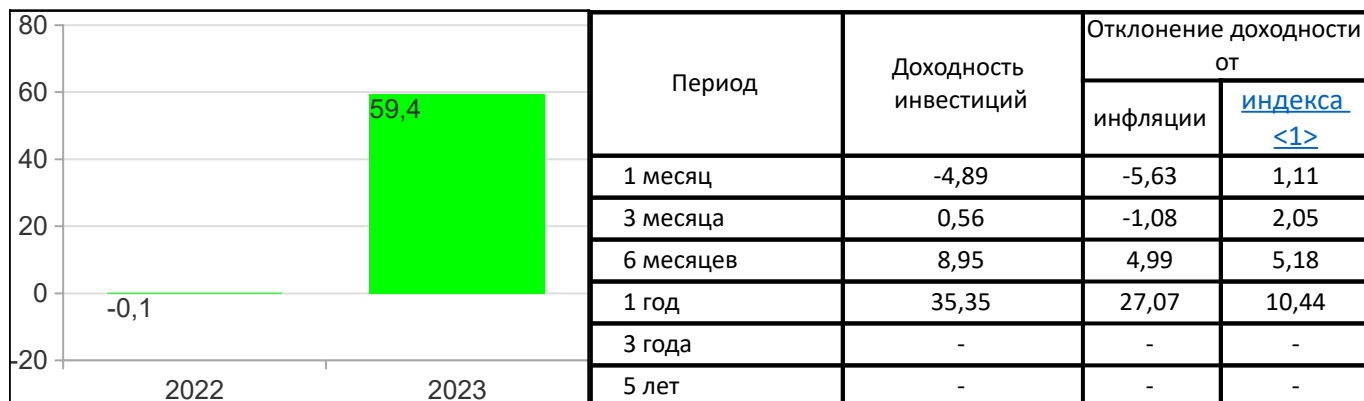 80
60
40
20
0
-20
-0,1
59,4
2022
2023
Период
Доходность
инвестиций
Отклонение доходности
от
инфляции
индекса
<1>
1 месяц -4,89 -5,63 1,11
3 месяца 0,56 -1,08 2,05
6 месяцев 8,95 4,99 5,18
1 год 35,35 27,07 10,44
3 года - - -
5 лет - - -